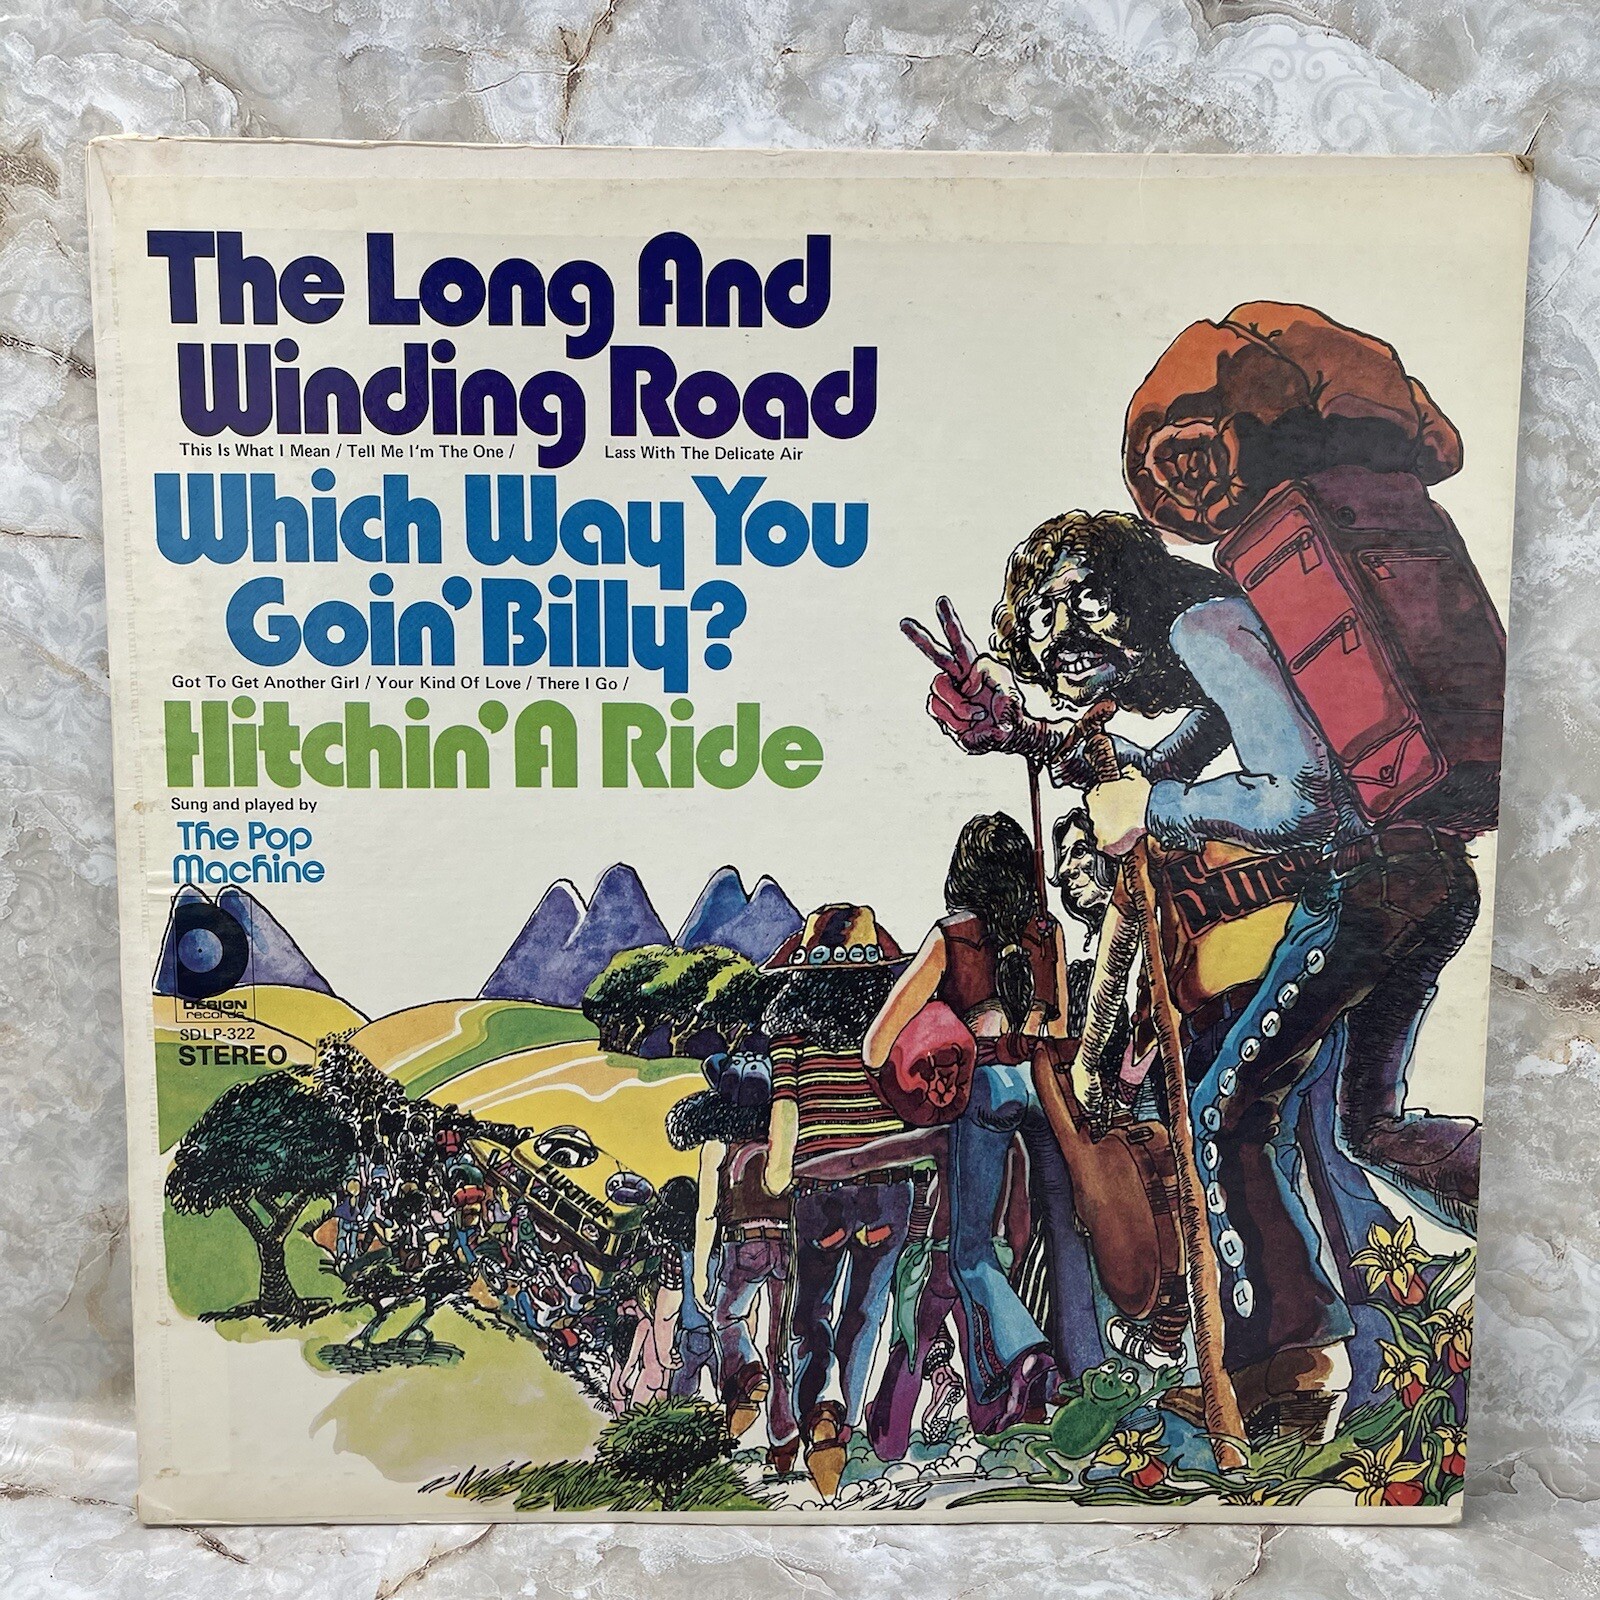 The Long And
Winding Road
This Is What I Mean / Tell Me I'm The One / Lass With The Delicate Air
Which Way You
Goin' Billy?
Got To Get Another Girl / Your Kind Of Love / There I Go /
Hitchin' A Ride
Sung and played by
The Pop
Machine
DESIGN
records
SDLP-322
STEREO
FURTHER